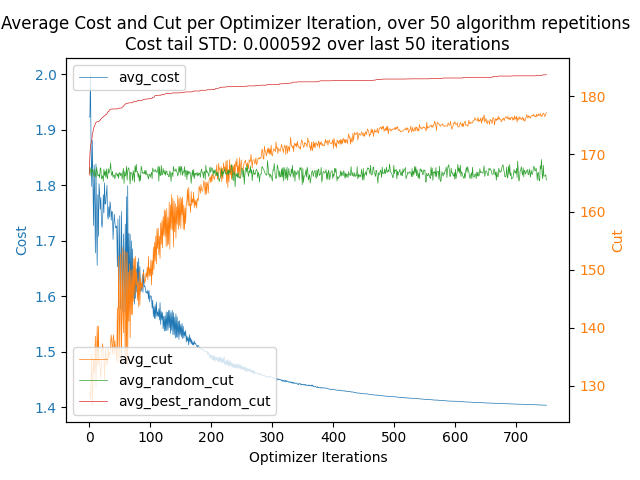 Average Cost and Cut per Optimizer Iteration, over 50 algorithm repetitions
Cost tail STD: 0.000592 over last 50 iterations
avg_cost
2.0
1.9
1.8
1.7
1.6
1.5
1.4
Cost
180
170
160
150
140
130
Cut
avg_cut
avg_random_cut
avg_best_random_cut
0 100 200 300 400 500 600 700
Optimizer Iterations